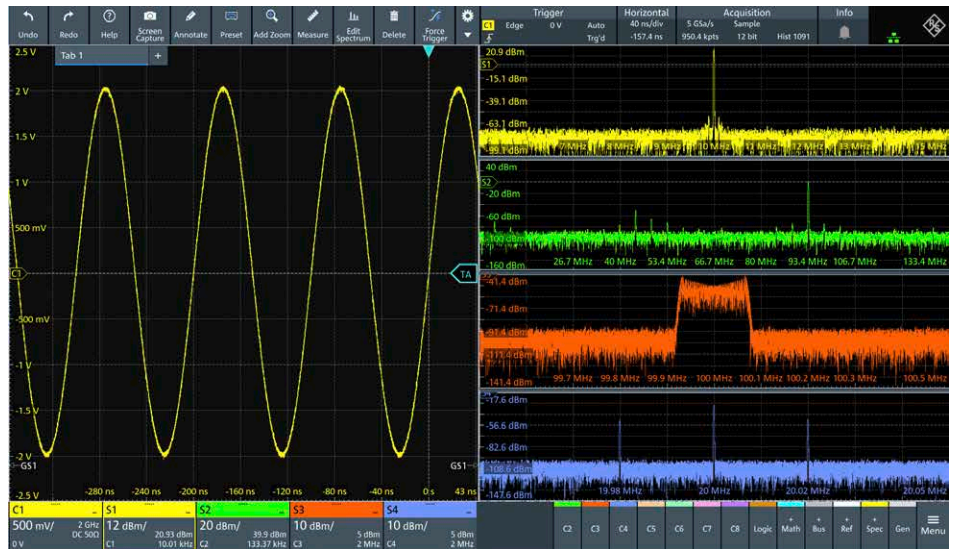 Undo Redo Help Screen Capture Annotate Preset Add Zoom Measure Edit Spectrum Delete Force Trigger
C1 Edge 0 V Auto Trg'd
Trigger
Horizontal
40 ns/div
-157.4 ns
Acquisition
5 GSa/s Sample
950.4 kpts 12 bit Hist 1091
Info
Tab 1 +
2.5 V
2 V
1.5 V
1 V
500 mV
C1
TA
-500 mV
-1 V
-1.5 V
-2 V
GS1 GS1
-2.5 V
-280 ns -240 ns -200 ns -160 ns -120 ns -80 ns -40 ns 0 s 43 ns
20.9 dBm
S1
-15.1 dBm
-39.1 dBm
-63.1 dBm
-99.1 dBm
7 MHz 8 MHz 9 MHz 10 MHz 11 MHz 12 MHz 13 MHz 15 MHz
40 dBm
S2
-20 dBm
-60 dBm
-100 dBm
-160 dBm
26.7 MHz 40 MHz 53.4 MHz 66.7 MHz 80 MHz 93.4 MHz 106.7 MHz 133.4 MHz
-41.4 dBm
-71.4 dBm
-91.4 dBm
-111.4 dBm
-141.4 dBm
99.7 MHz 99.8 MHz 99.9 MHz 100 MHz 100.1 MHz 100.2 MHz 100.3 MHz 100.5 MHz
-17.6 dBm
-56.6 dBm
-82.6 dBm
-108.6 dBm
-147.6 dBm
19.98 MHz 20 MHz 20.02 MHz 20.05 MHz
C1
500 mV/ 2 GHz
DC 50Ω
0 V
S1
12 dBm/
20.93 dBm
C1 10.01 kHz
S2
20 dBm/
39.9 dBm
C2 133.37 kHz
S3
10 dBm/
5 dBm
C3 2 MHz
S4
10 dBm/
5 dBm
C4 2 MHz
C2 C3 C4 C5 C6 C7 C8 Logic + Math + Bus + Ref + Spec Gen Menu